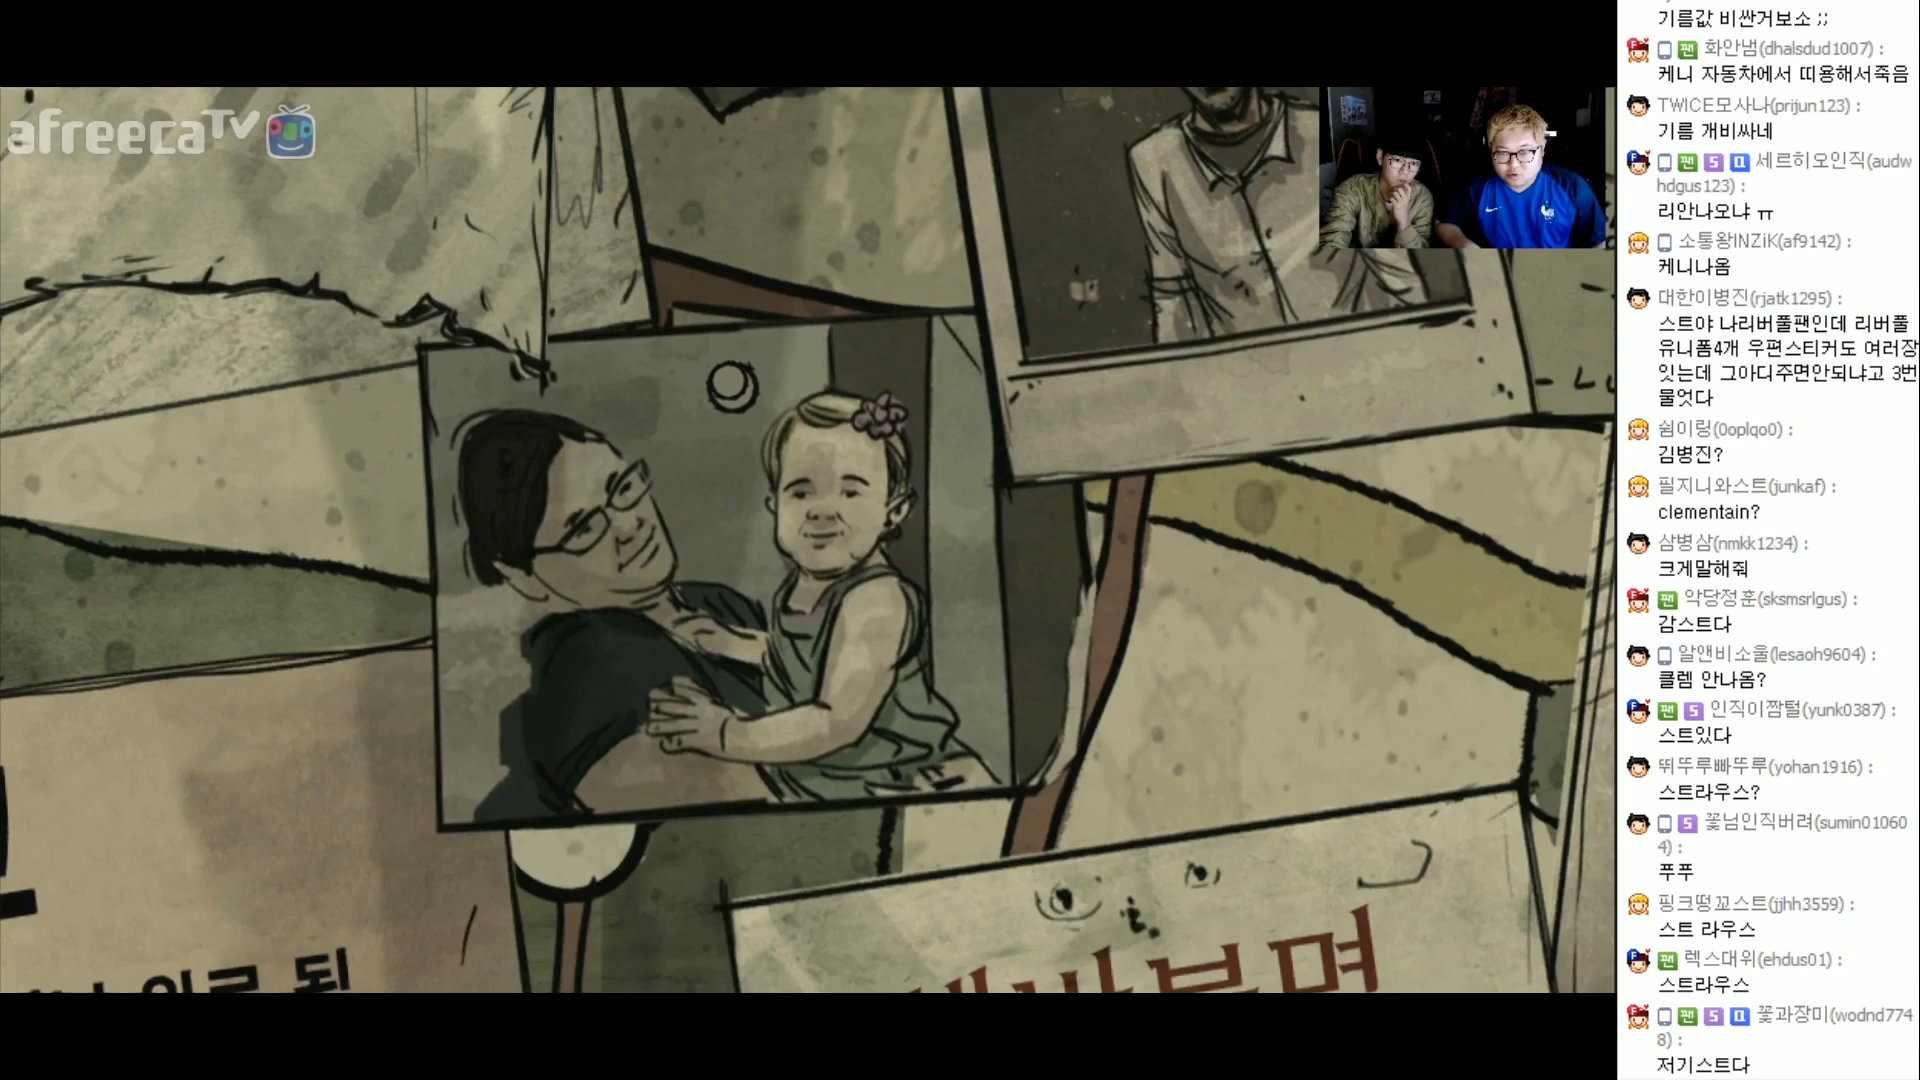 afreecaTV
기름값 비싼거보소 ;;
화안냄(dhalsdud1007) :
케니 자동차에서 띠용해서죽음
TWICE모사나(prijun123) :
기름 개비싸네
세르히오인직(audw
hdgus123) :
리안나오냐 ㅠ
소통왕INZiK(af9142) :
케니나옴
대한이병진(rjatk1295) :
스트야 나리버풀팬인데 리버풀
유니폼4개 우편스티커도 여러장
잇는데 그아디주면안되냐고 3번
물엇다
쉼이렁(0oplqo0) :
김병진?
필지니와스트(junkaf) :
clementain?
삼병삼(nmkk1234) :
크게말해줘
악당정훈(sksmsrlgus) :
감스트다
알앤비소울(lesaoh9604) :
클렘 안나옴?
인직이짬털(yunk0387) :
스트있다
뛰뚜루빠뚜루(yohan1916) :
스트라우스?
꽃넘인직버려(sumin01060
4) :
푸푸
핑크떵꼬스트(jjhh3559) :
스트 라우스
렉스대위(ehdus01) :
스트라우스
꽃과장미(wodnd774
8) :
저기스트다